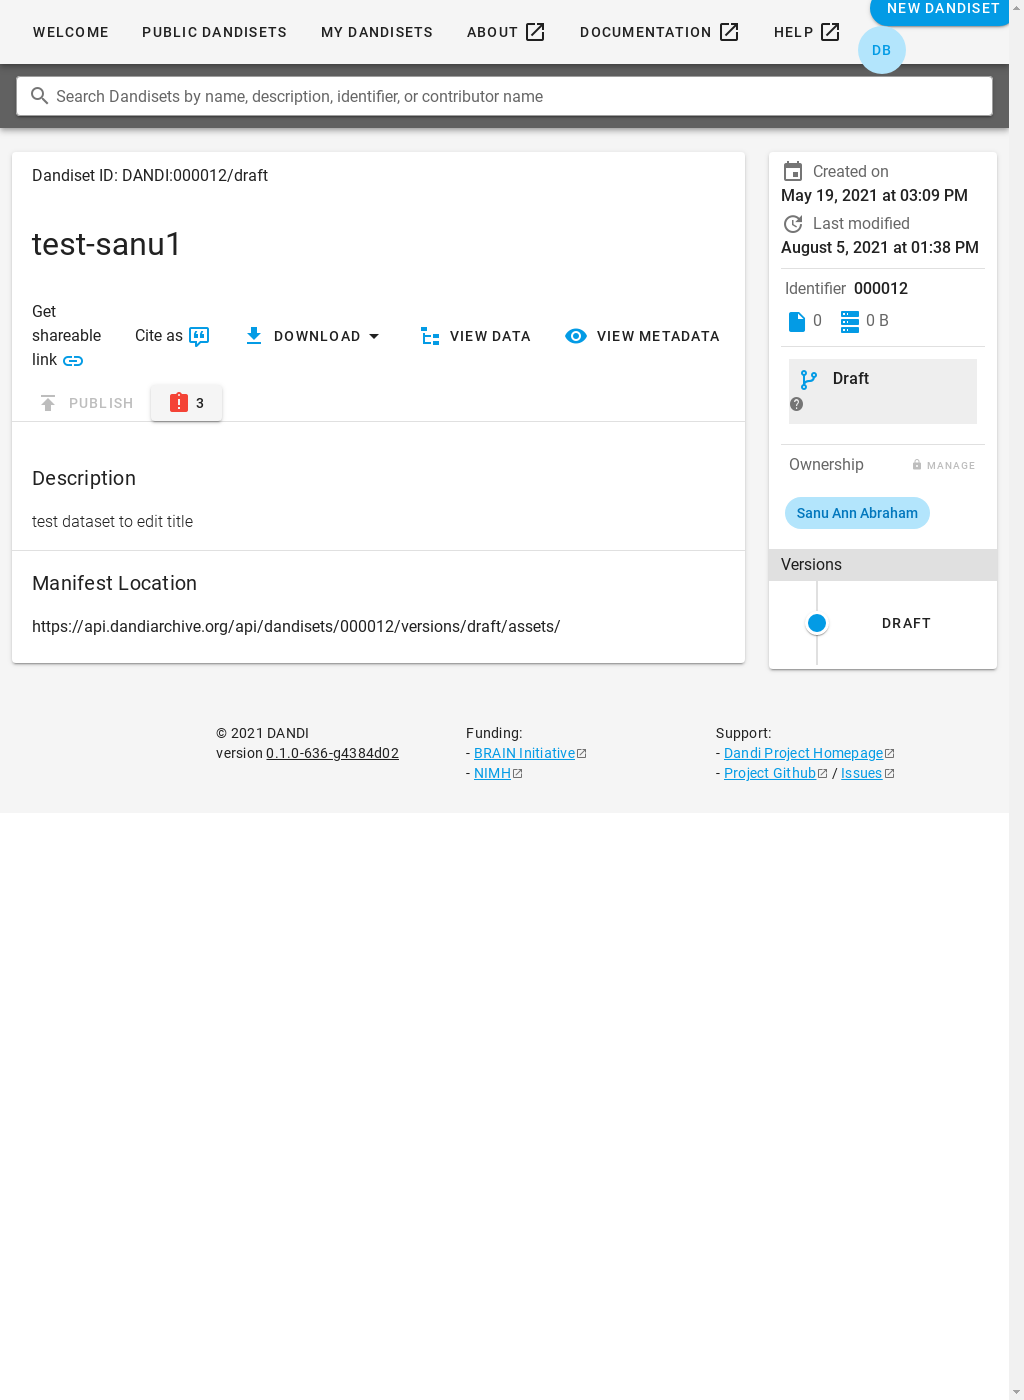 WELCOME PUBLIC DANDISETS MY DANDISETS ABOUT DOCUMENTATION HELP NEW DANDISET
DB
Search Dandisets by name, description, identifier, or contributor name
Dandiset ID: DANDI:000012/draft
test-sanu1
Get
shareable
link
Cite as
DOWNLOAD
VIEW DATA
VIEW METADATA
PUBLISH
3
Description
test dataset to edit title
Manifest Location
https://api.dandiarchive.org/api/dandisets/000012/versions/draft/assets/
Created on
May 19, 2021 at 03:09 PM
Last modified
August 5, 2021 at 01:38 PM
Identifier 000012
0 0 B
Draft
Ownership MANAGE
Sanu Ann Abraham
Versions
DRAFT
© 2021 DANDI
version 0.1.0-636-g4384d02
Funding:
- BRAIN Initiative
- NIMH
Support:
- Dandi Project Homepage
- Project Github / Issues